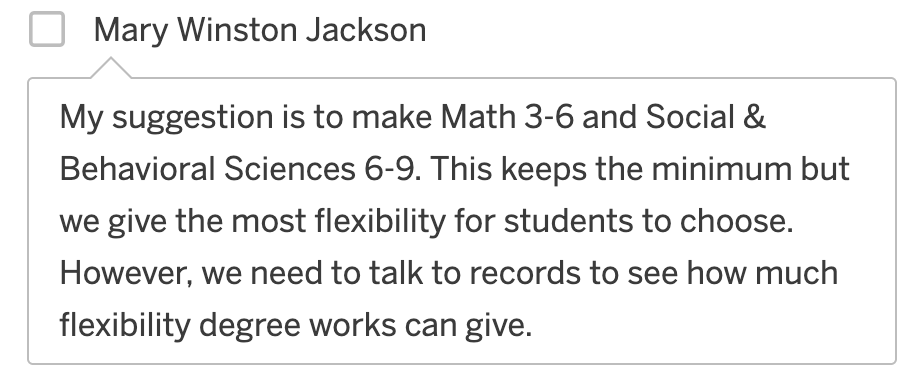 Mary Winston Jackson
My suggestion is to make Math 3-6 and Social &
Behavioral Sciences 6-9. This keeps the minimum but
we give the most flexibility for students to choose.
However, we need to talk to records to see how much
flexibility degree works can give.